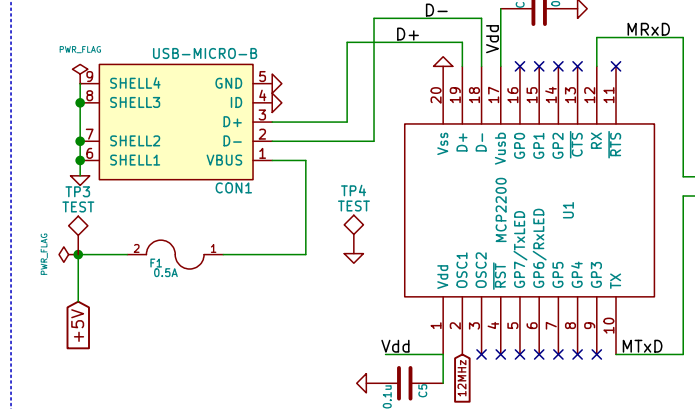 D-
D+
C
Vdd
MRxD
PWR_FLAG
USB-MICRO-B
9 SHELL4 GND 5
8 SHELL3 ID 4
D+ 3
7 SHELL2 D- 2
6 SHELL1 VBUS 1
CON1
TP3
TEST
TP4
TEST
PWR_FLAG
2 F1 1
0.5A
+5V
20 19 18 17 16 15 14 13 12 11
Vss D+ D- Vusb GP0 GP1 GP2 CTS RX RTS
MCP2200
U1
Vdd OSC1 OSC2 RST GP7/TxLED GP6/RxLED GP5 GP4 GP3 TX
1 2 3 4 5 6 7 8 9 10
Vdd
MTxD
12MHz
0.1u
C5